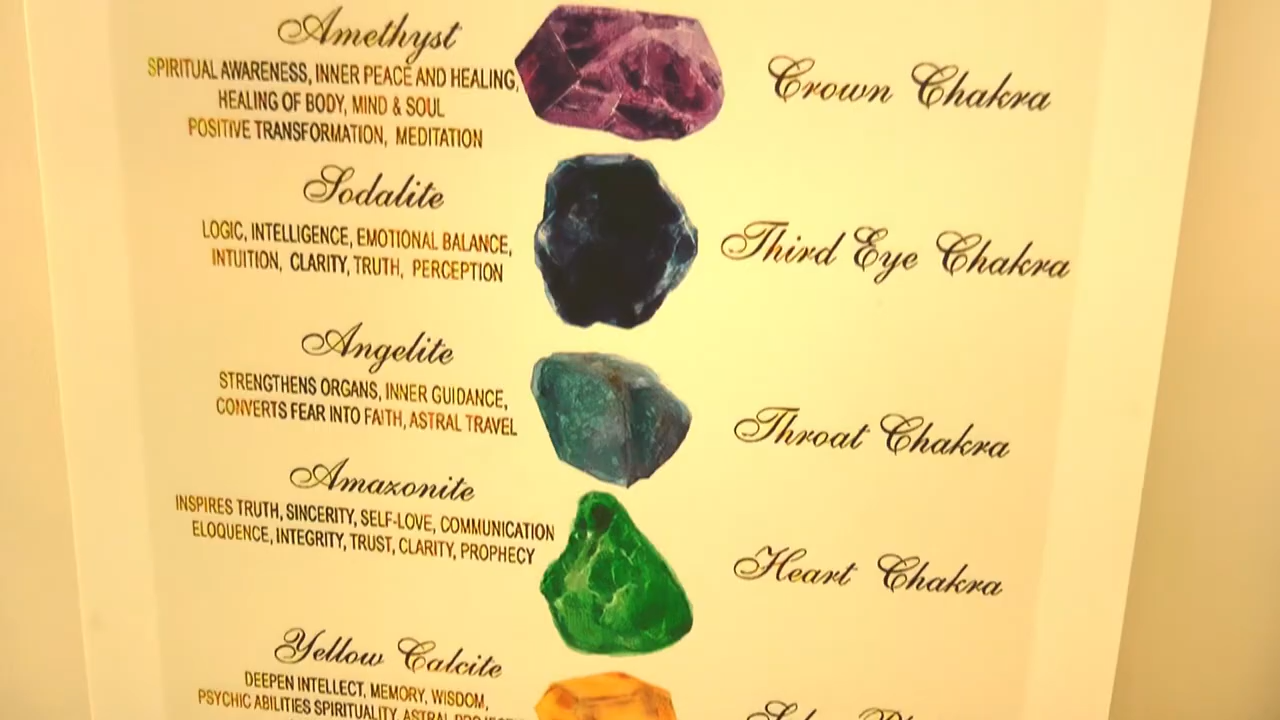 Amethyst
SPIRITUAL AWARENESS, INNER PEACE AND HEALING,
HEALING OF BODY, MIND & SOUL
POSITIVE TRANSFORMATION, MEDITATION
Crown Chakra
Sodalite
LOGIC, INTELLIGENCE, EMOTIONAL BALANCE,
INTUITION, CLARITY, TRUTH, PERCEPTION
Third Eye Chakra
Angelite
STRENGTHENS ORGANS, INNER GUIDANCE,
CONVERTS FEAR INTO FAITH, ASTRAL TRAVEL
Throat Chakra
Amazonite
INSPIRES TRUTH, SINCERITY, SELF-LOVE, COMMUNICATION
ELOQUENCE, INTEGRITY, TRUST, CLARITY, PROPHECY
Heart Chakra
Yellow Calcite
DEEPEN INTELLECT, MEMORY, WISDOM,
PSYCHIC ABILITIES SPIRITUALITY, ASTRAL